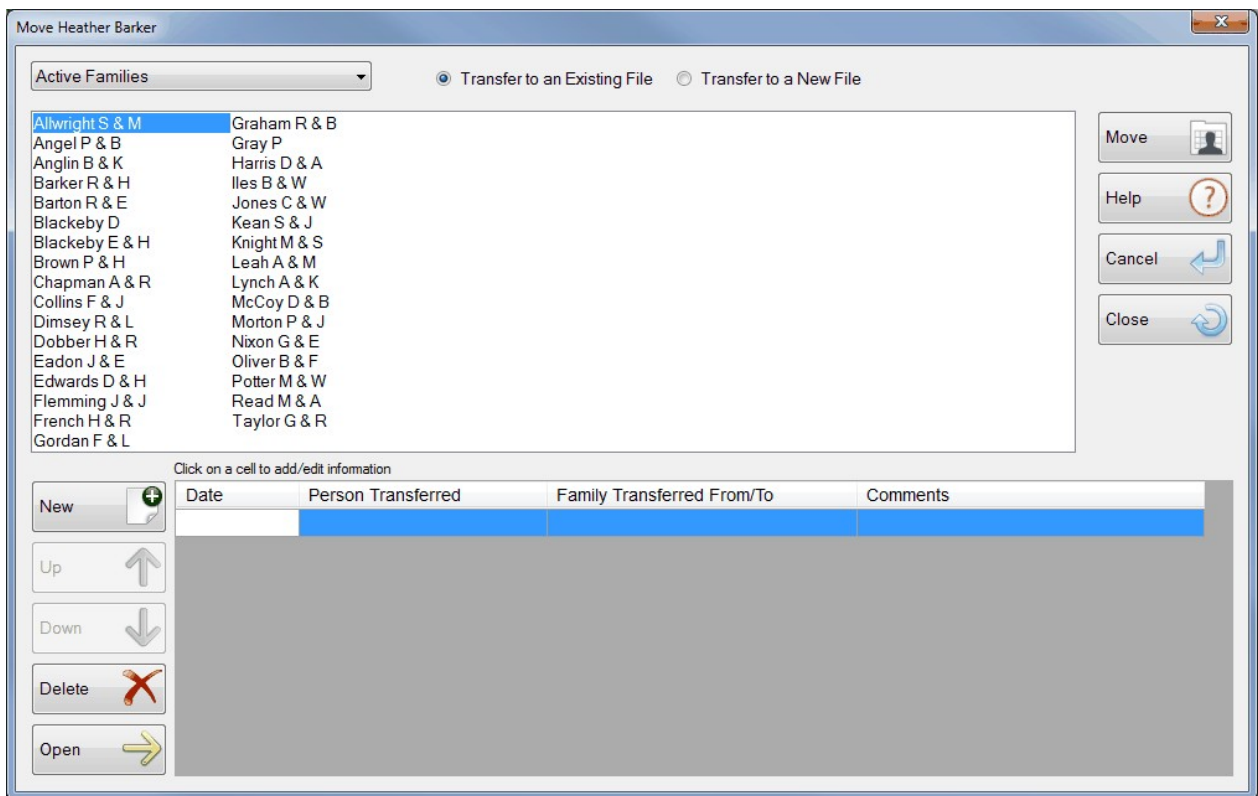 Move Heather Barker
Active Families
Transfer to an Existing File
Transfer to a New File
Allwright S & M
Angel P & B
Anglin B & K
Barker R & H
Barton R & E
Blackeby D
Blackeby E & H
Brown P & H
Chapman A & R
Collins F & J
Dimsey R & L
Dobber H & R
Eadon J & E
Edwards D & H
Flemming J & J
French H & R
Gordan F & L
Graham R & B
Gray P
Harris D & A
Iles B & W
Jones C & W
Kean S & J
Knight M & S
Leah A & M
Lynch A & K
McCoy D & B
Morton P & J
Nixon G & E
Oliver B & F
Potter M & W
Read M & A
Taylor G & R
Move
Help
Cancel
Close
Click on a cell to add/edit information
New
Up
Down
Delete
Open
Date Person Transferred Family Transferred From/To Comments